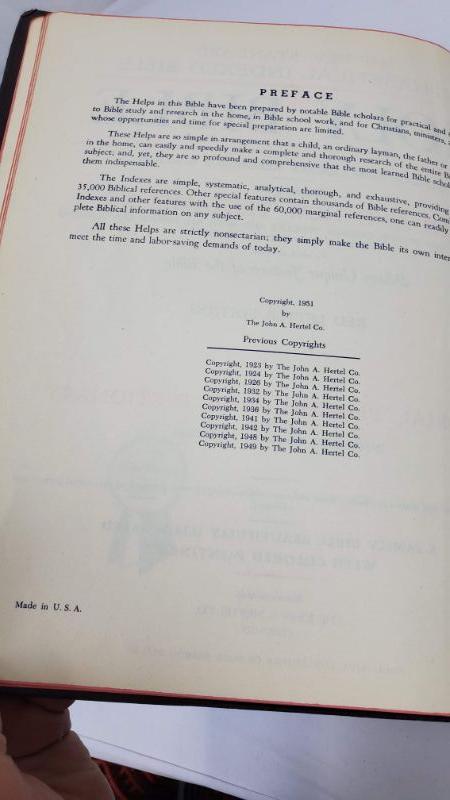 PREFACE
The Helps in this Bible have been prepared by notable Bible scholars for practical and
to Bible study and research in the home, in Bible school work, and for Christians, ministers,
whose opportunities and time for special preparation are limited.
These Helps are so simple in arrangement that a child, an ordinary layman, the father or
in the home, can easily and speedily make a complete and thorough research of the entire
subject, and, yet, they are so profound and comprehensive that the most learned Bible
them indispensable.
The Indexes are simple, systematic, analytical, thorough, and exhaustive, providing
35,000 Biblical references. Other special features contain thousands of Bible references.
Indexes and other features with the use of the 60,000 marginal references, one can readily
plete Biblical information on any subject.
All these Helps are strictly nonsectarian; they simply make the Bible its own
meet the time and labor-saving demands of today.
Copyright, 1951
by
The John A. Hertel Co.
Previous Copyrights
Copyright, 1923 by The John A. Hertel Co.
Copyright, 1924 by The John A. Hertel Co.
Copyright, 1926 by The John A. Hertel Co.
Copyright, 1932 by The John A. Hertel Co.
Copyright, 1934 by The John A. Hertel Co.
Copyright, 1936 by The John A. Hertel Co.
Copyright, 1941 by The John A. Hertel Co.
Copyright, 1942 by The John A. Hertel Co.
Copyright, 1948 by The John A. Hertel Co.
Copyright, 1949 by The John A. Hertel Co.
Made in U. S. A.